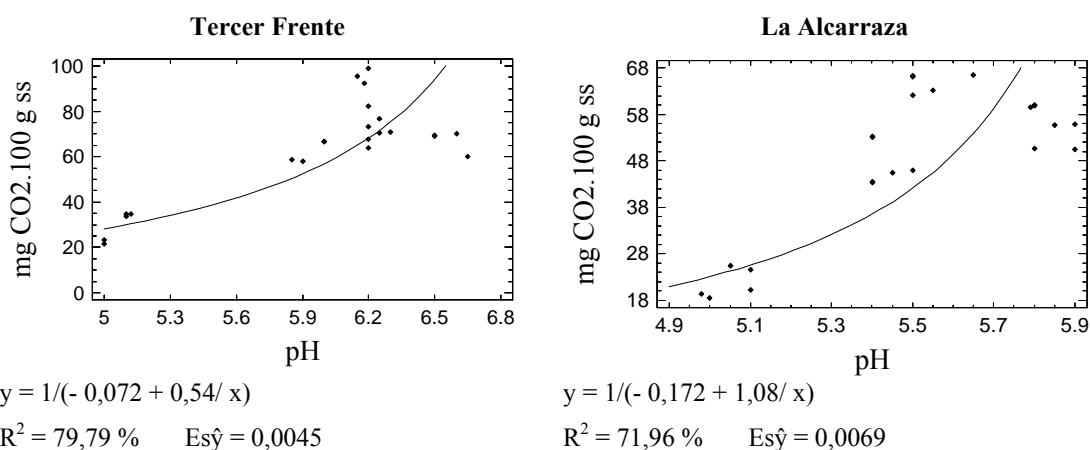 Tercer Frente
mg CO2.100 g ss
100
80
60
40
20
0
5 5.3 5.6 5.9 6.2 6.5 6.8
pH
y = 1/(- 0,072 + 0,54/ x)
R² = 79,79 % Esŷ = 0,0045
La Alcarraza
mg CO2.100 g ss
68
58
48
38
28
18
4.9 5.1 5.3 5.5 5.7 5.9
pH
y = 1/(- 0,172 + 1,08/ x)
R² = 71,96 % Esŷ = 0,0069